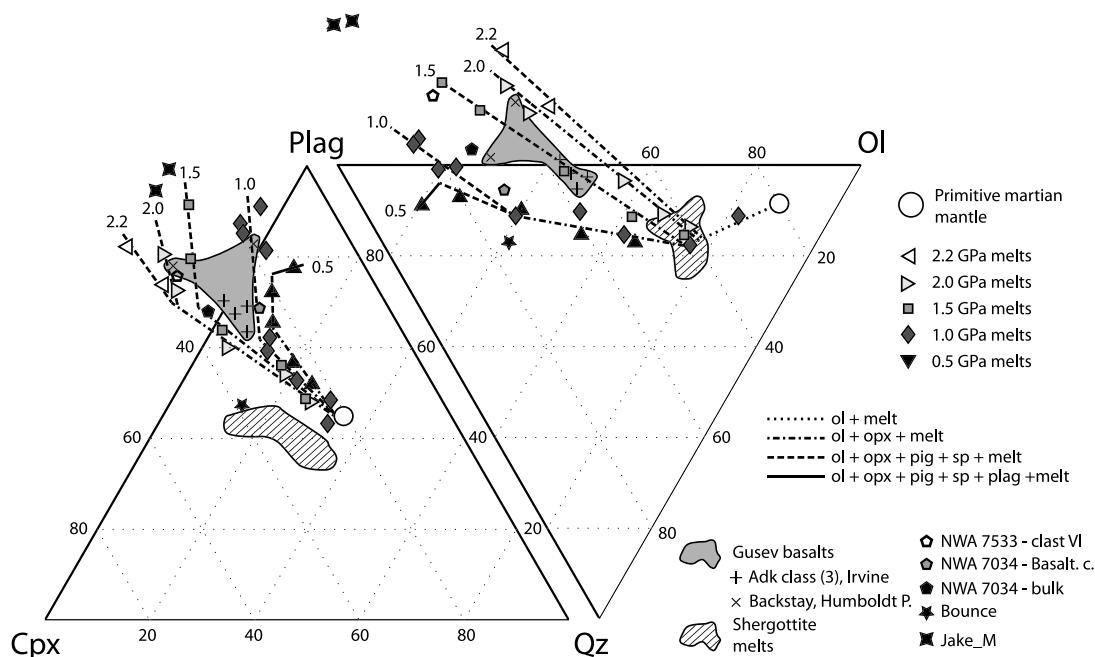 2.2
2.0
1.5
1.0
0.5
Plag
Ol
60
80
20
40
60
80
80
60
40
20
1.5
2.0
2.2
1.0
0.5
40
60
80
Cpx
20
40
60
80
Qz
Primitive martian
mantle
2.2 GPa melts
2.0 GPa melts
1.5 GPa melts
1.0 GPa melts
0.5 GPa melts
ol + melt
ol + opx + melt
ol + opx + pig + sp + melt
ol + opx + pig + sp + plag +melt
Gusev basalts
+ Adk class (3), Irvine
× Backstay, Humboldt P.
Shergottite
melts
NWA 7533 - clast VI
NWA 7034 - Basalt. c.
NWA 7034 - bulk
Bounce
Jake_M